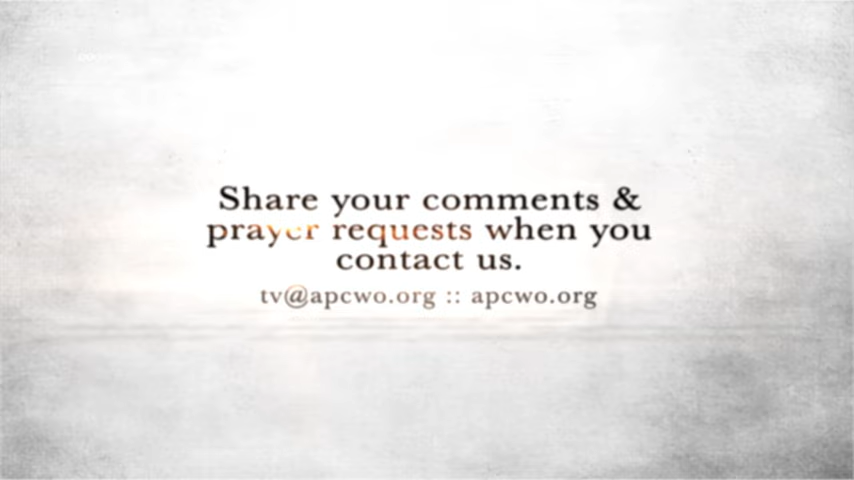 Share your comments &
prayer requests when you
contact us.
tv@apcwo.org :: apcwo.org